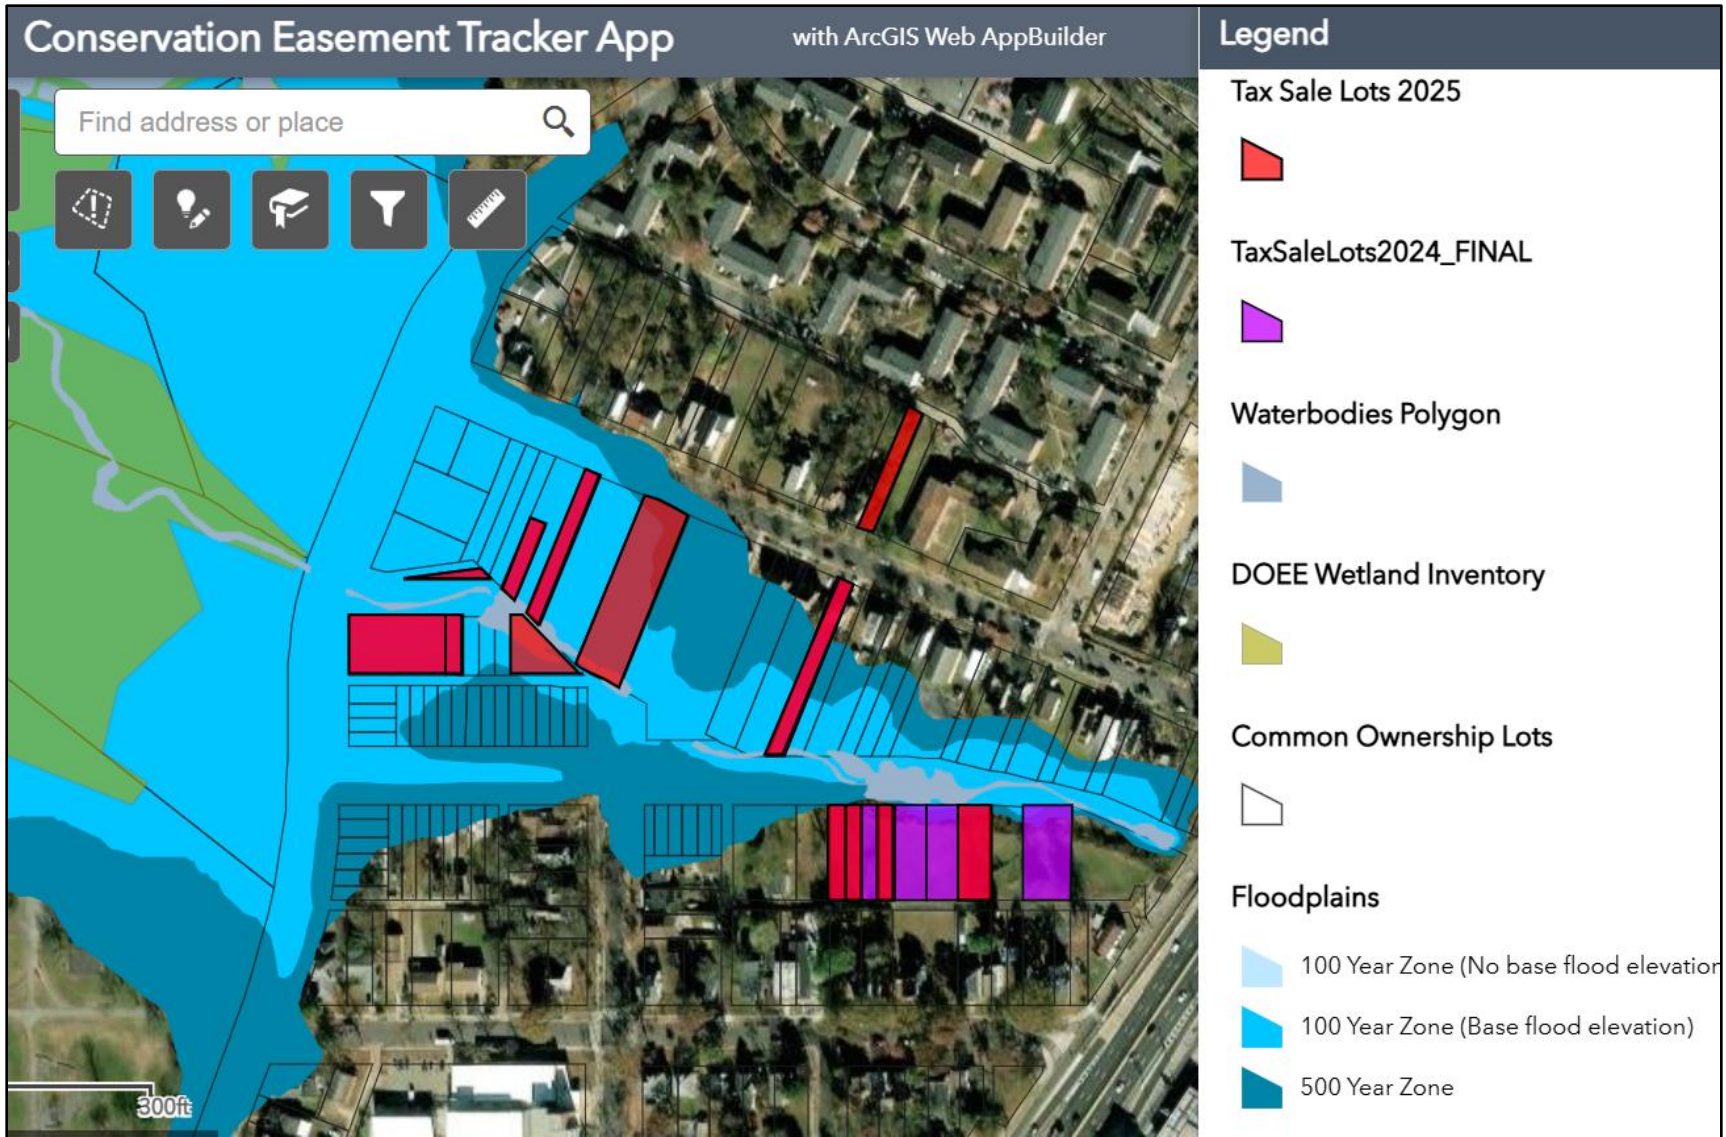 Conservation Easement Tracker App
with ArcGIS Web AppBuilder
Find address or place
300ft
Legend
Tax Sale Lots 2025
TaxSaleLots2024_FINAL
Waterbodies Polygon
DOEE Wetland Inventory
Common Ownership Lots
Floodplains
100 Year Zone (No base flood elevation
100 Year Zone (Base flood elevation)
500 Year Zone